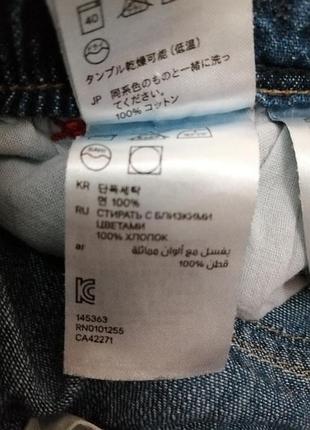 40
タンブル乾燥可能(低温)
JP 同系色のものと一緒に洗っ
てください。
100% コットン
KR 단독세탁
면 100%
RU СТИРАТЬ С БЛИЗКИМИ
ЦВЕТАМИ
100% ХЛОПОК
ar يغسل مع ألوان مماثلة
قطن %100
145363
RN0101255
CA42271